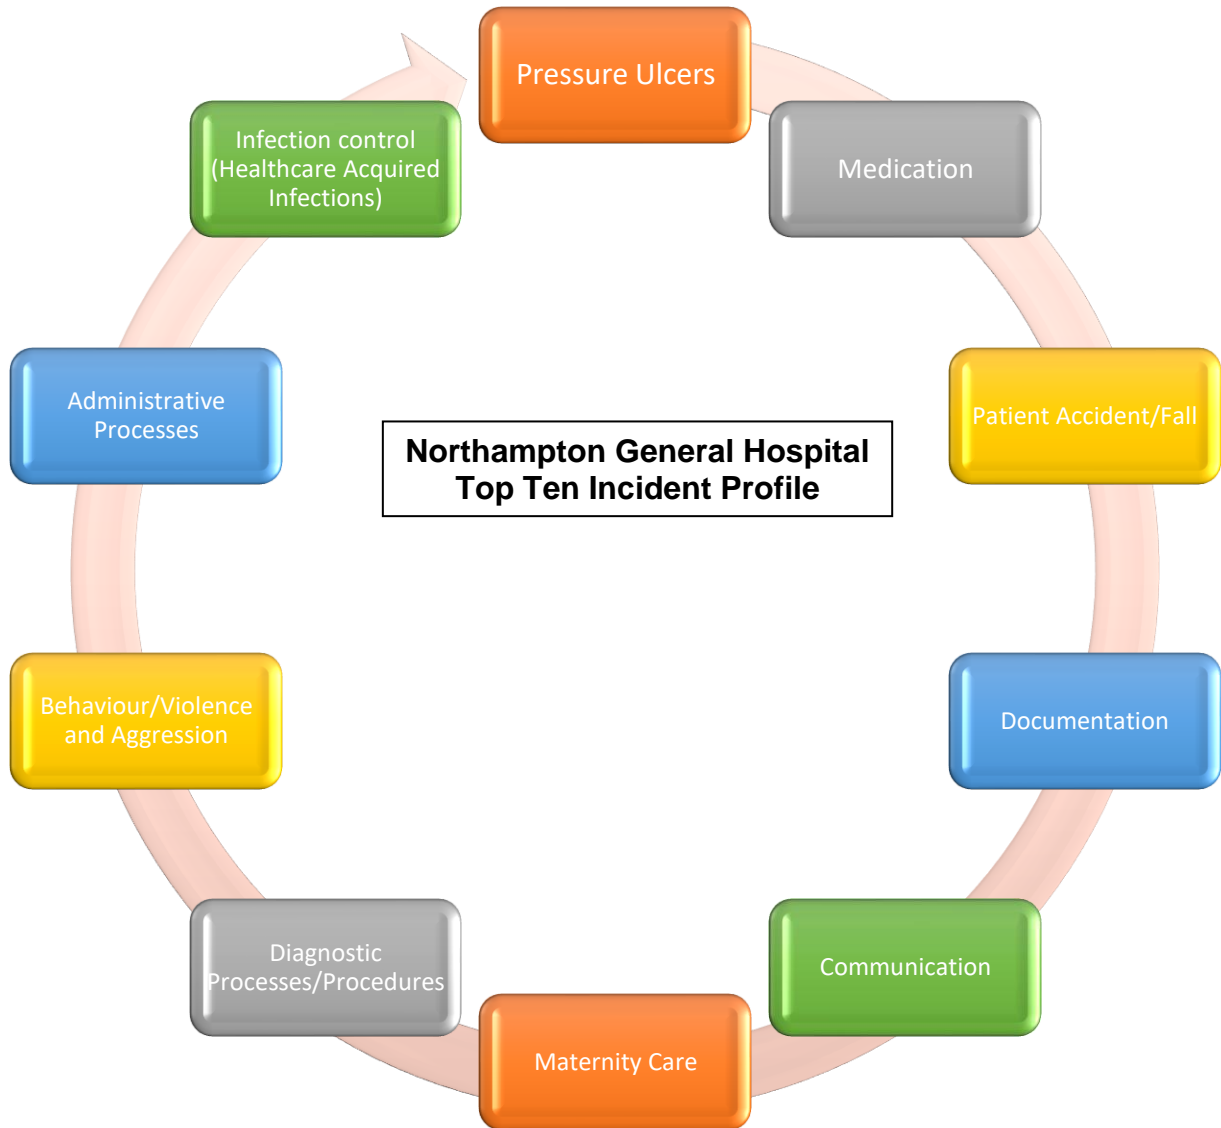 Pressure Ulcers
Medication
Patient Accident/Fall
Documentation
Communication
Maternity Care
Diagnostic
Processes/Procedures
Behaviour/Violence
and Aggression
Administrative
Processes
Infection control
(Healthcare Acquired
Infections)
Northampton General Hospital
Top Ten Incident Profile